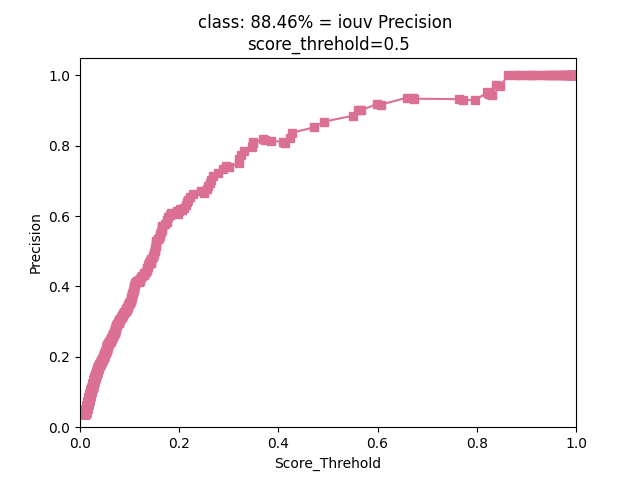 class: 88.46% = iouv Precision
score_threhold=0.5
1.0
0.8
0.6
0.4
0.2
0.0
Precision
0.0 0.2 0.4 0.6 0.8 1.0
Score_Threhold